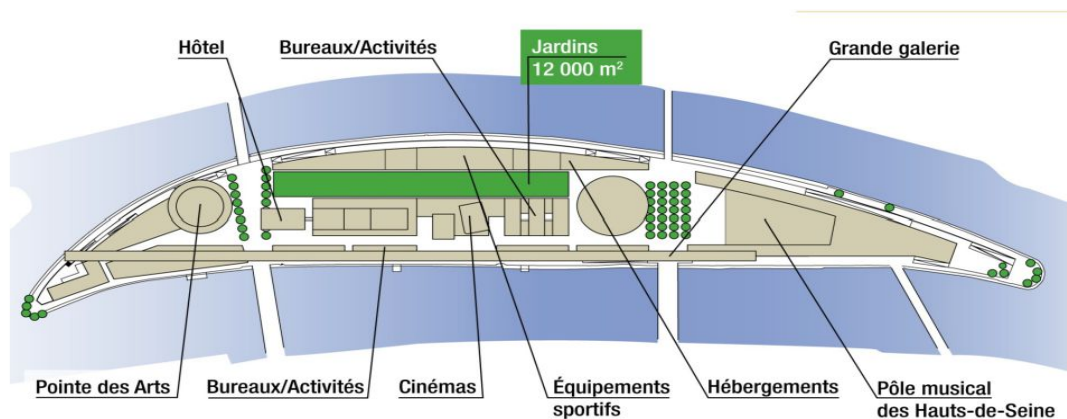 Hôtel
Bureaux/Activités
Jardins
12 000 m²
Grande galerie
Pointe des Arts
Bureaux/Activités
Cinémas
Équipements
sportifs
Hébergements
Pôle musical
des Hauts-de-Seine